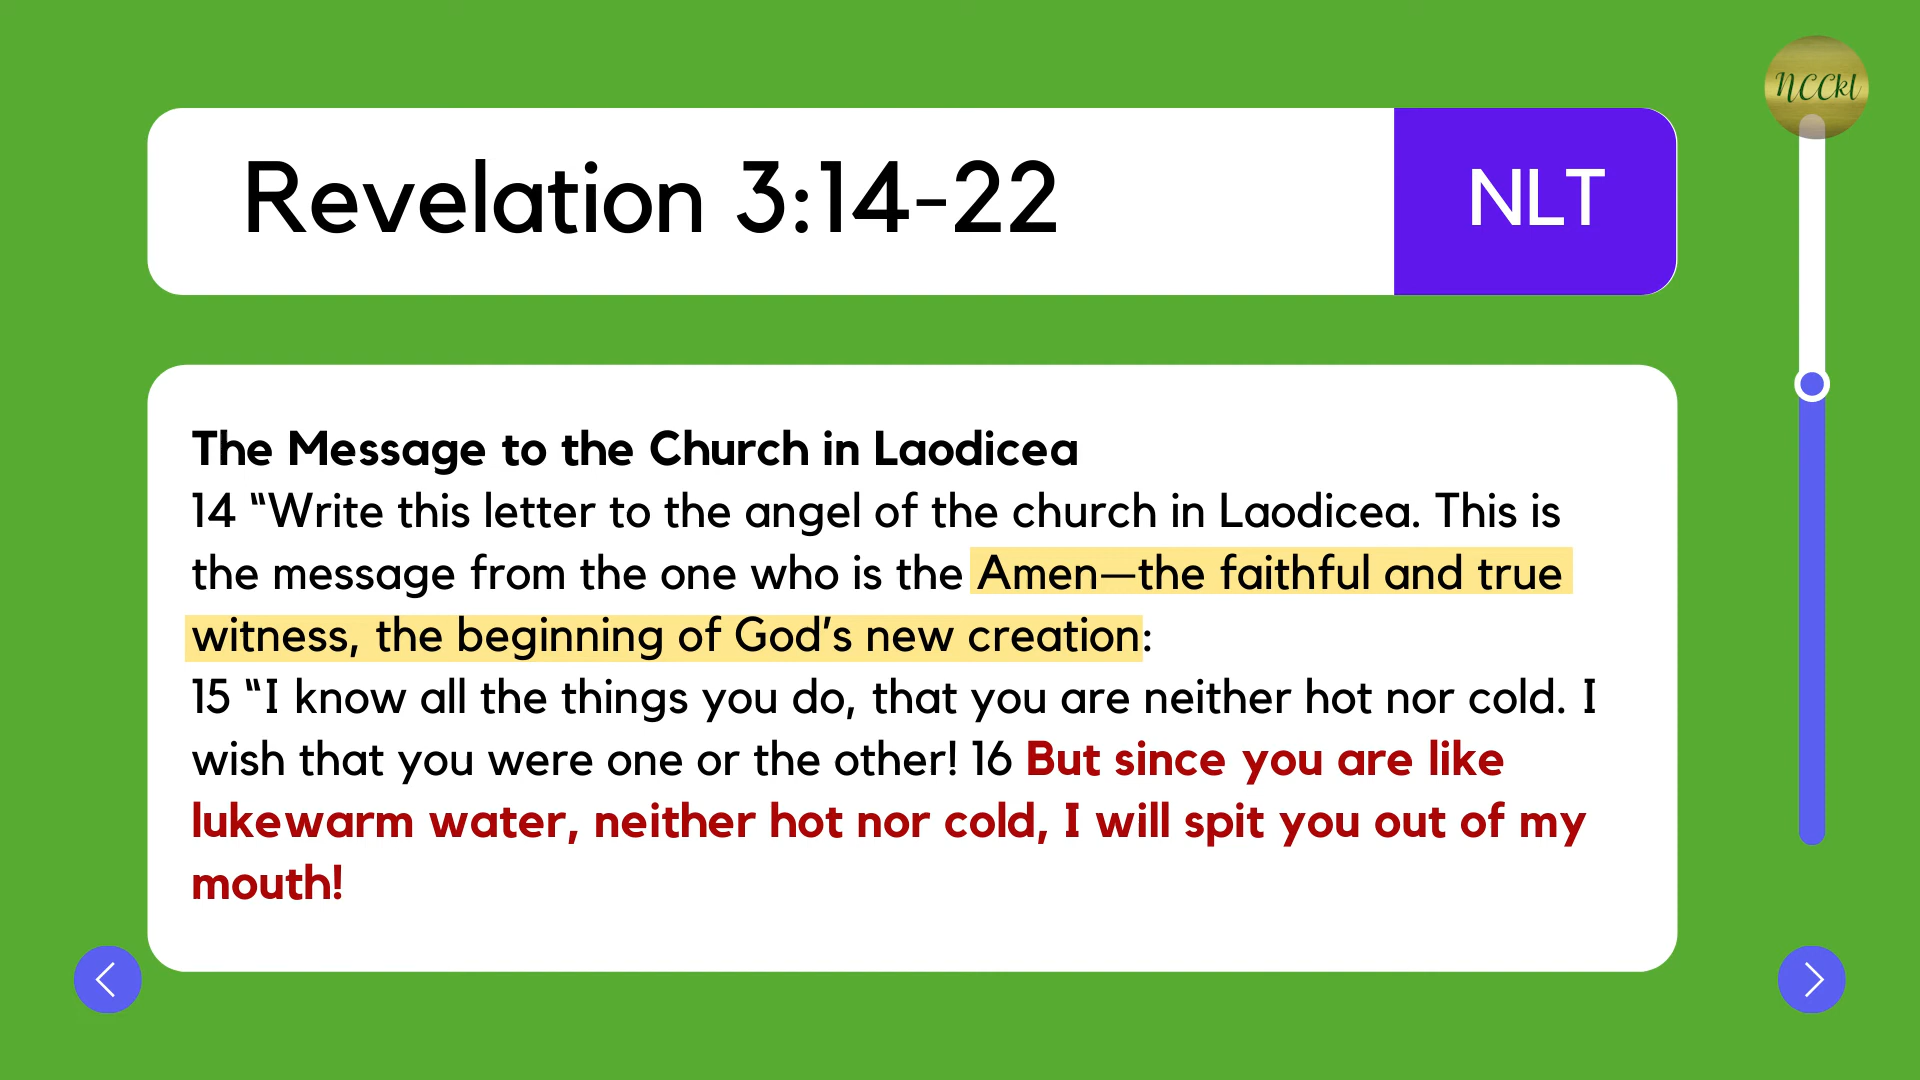 NCCkl
Revelation 3:14-22
NLT
The Message to the Church in Laodicea
14 “Write this letter to the angel of the church in Laodicea. This is
the message from the one who is the Amen—the faithful and true
witness, the beginning of God’s new creation:
15 “I know all the things you do, that you are neither hot nor cold. I
wish that you were one or the other! 16 But since you are like
lukewarm water, neither hot nor cold, I will spit you out of my
mouth!